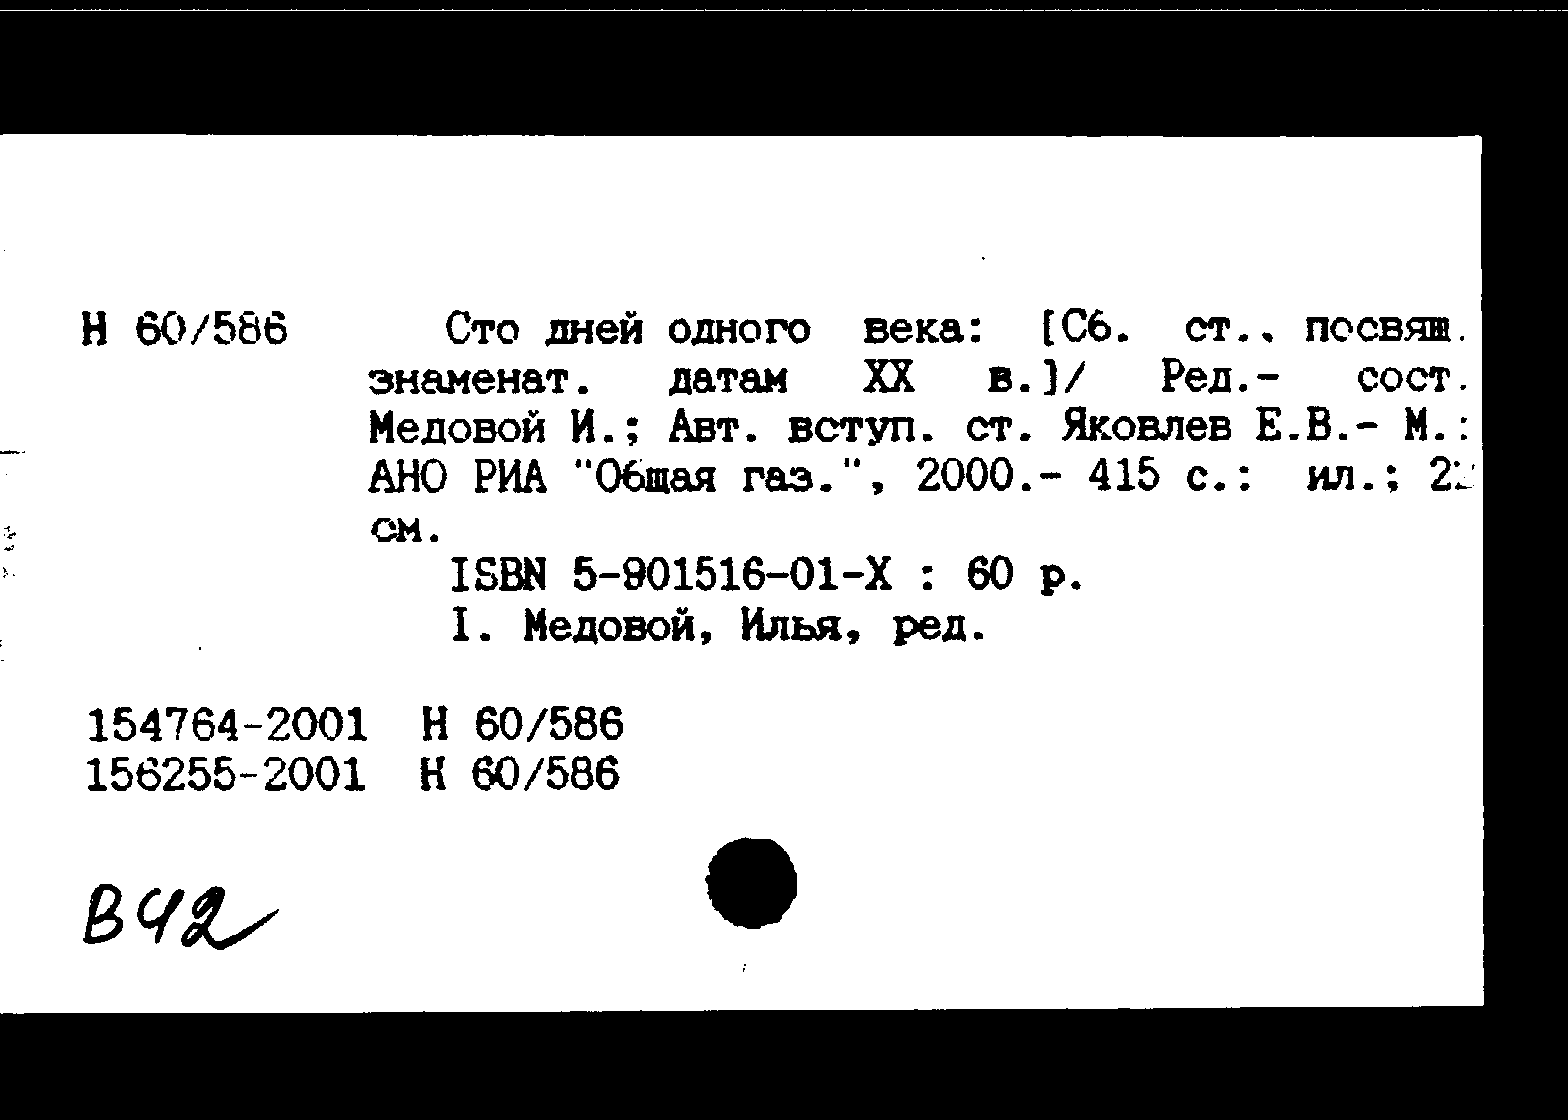 Н 60/586 Сто дней одного века: [Сб. ст., посвящ.
знаменат. датам XX в.]/ Ред.- сост.
Медовой И.; Авт. вступ. ст. Яковлев Е.В.- М.:
АНО РИА "Общая газ.", 2000.- 415 с.: ил.;
см.
ISBN 5-901516-01-X : 60 р.
I. Медовой, Илья, ред.
154764-2001 Н 60/586
156255-2001 Н 60/586
В42